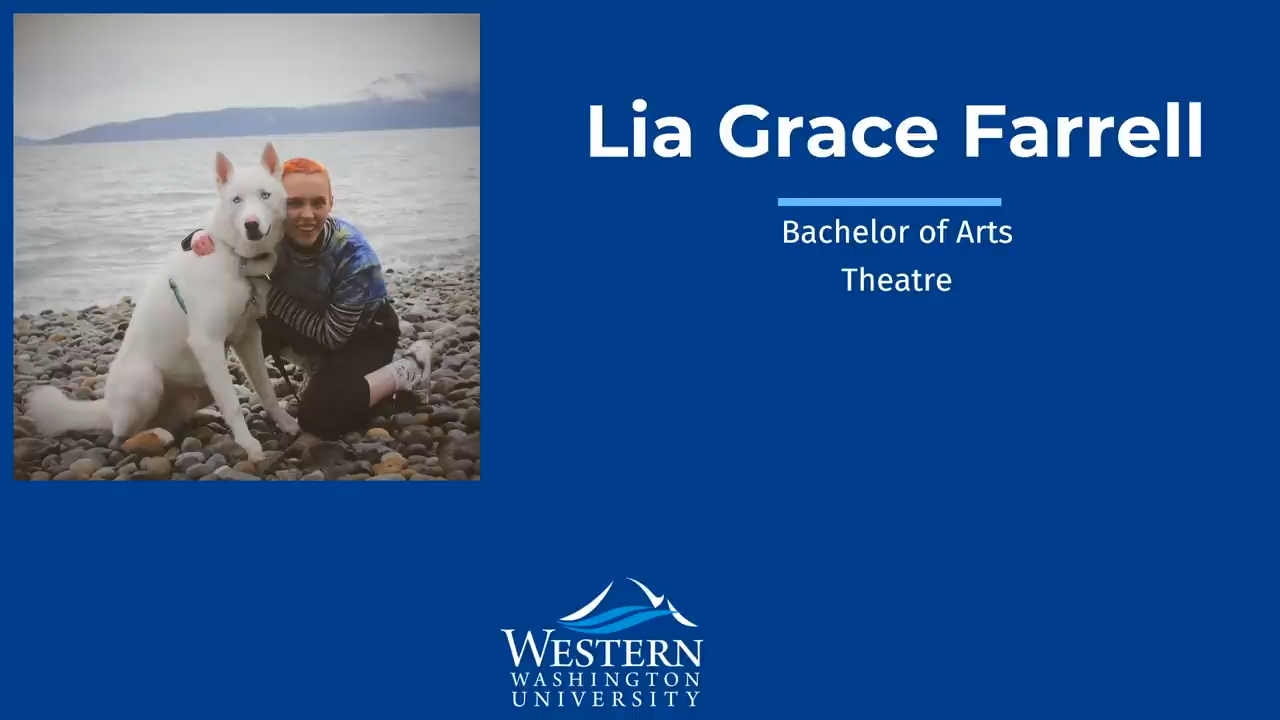 Lia Grace Farrell
Bachelor of Arts
Theatre
WESTERN
WASHINGTON
UNIVERSITY